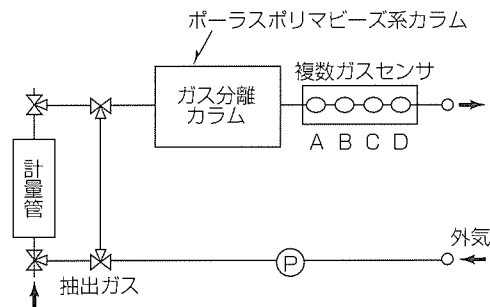 ポーラスポリマビーズ系カラム
ガス分離
カラム
複数ガスセンサ
A B C D
計量管
抽出ガス
P
外気